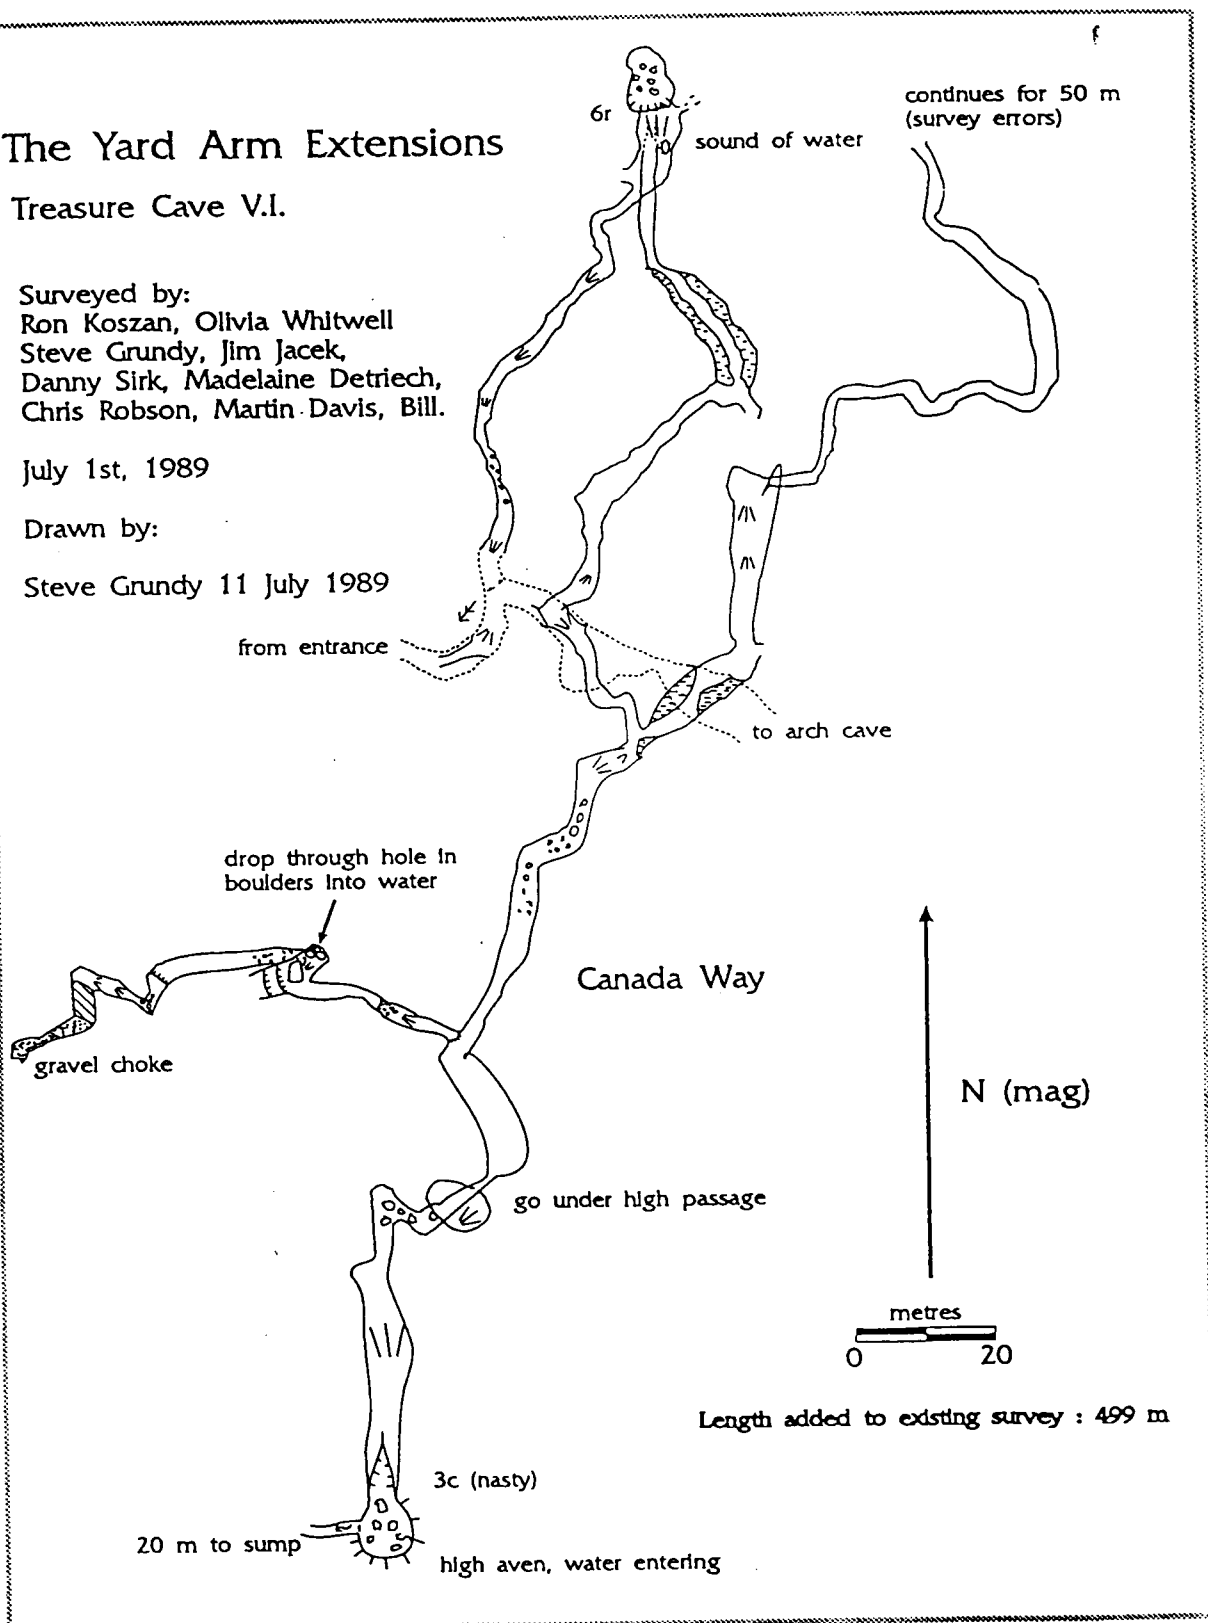 The Yard Arm Extensions
Treasure Cave V.I.
Surveyed by:
Ron Koszan, Olivia Whitwell
Steve Grundy, Jim Jacek,
Danny Sirk, Madelaine Detriech,
Chris Robson, Martin Davis, Bill.
July 1st, 1989
Drawn by:
Steve Grundy 11 July 1989
6r
sound of water
continues for 50 m
(survey errors)
from entrance
to arch cave
drop through hole in
boulders into water
Canada Way
gravel choke
N (mag)
go under high passage
metres
0 20
Length added to existing survey : 499 m
3c (nasty)
20 m to sump
high aven, water entering